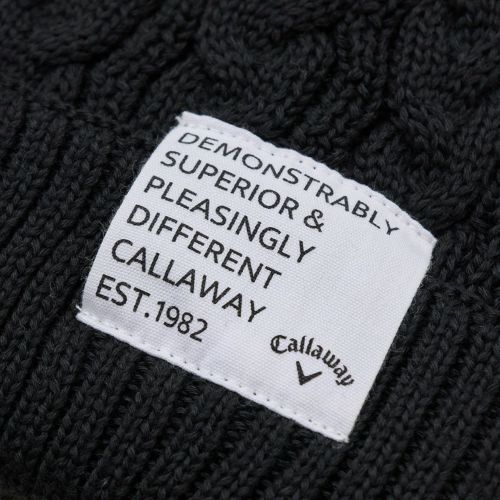 DEMONSTRABLY
SUPERIOR &
PLEASINGLY
DIFFERENT
CALLAWAY
EST.1982
Callaway